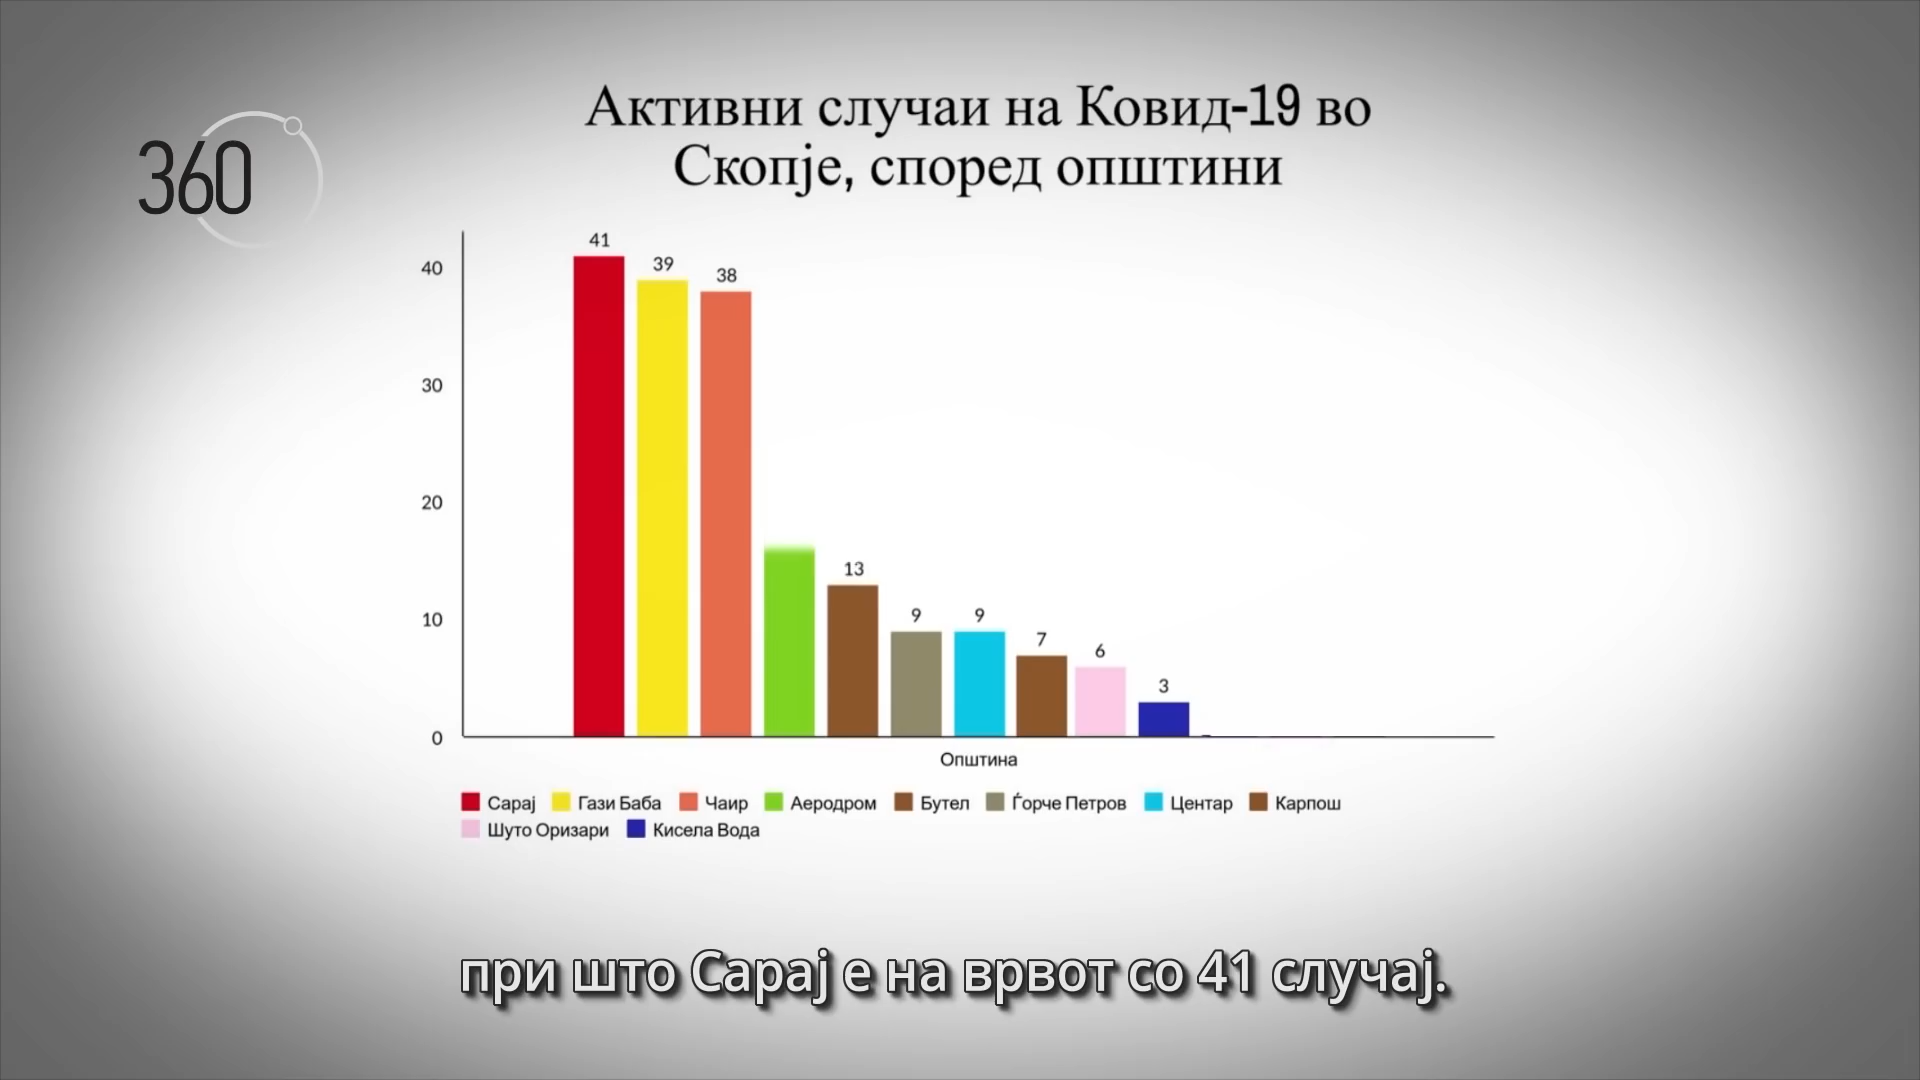 360
Активни случаи на Ковид-19 во
Скопје, според општини
41
39
38
13
9
9
7
6
3
40
30
20
10
0
Општина
Сарај Гази Баба Чаир Аеродром Бутел Ѓорче Петров Центар Карпош
Шуто Оризари Кисела Вода
при што Сарај е на врвот со 41 случај.